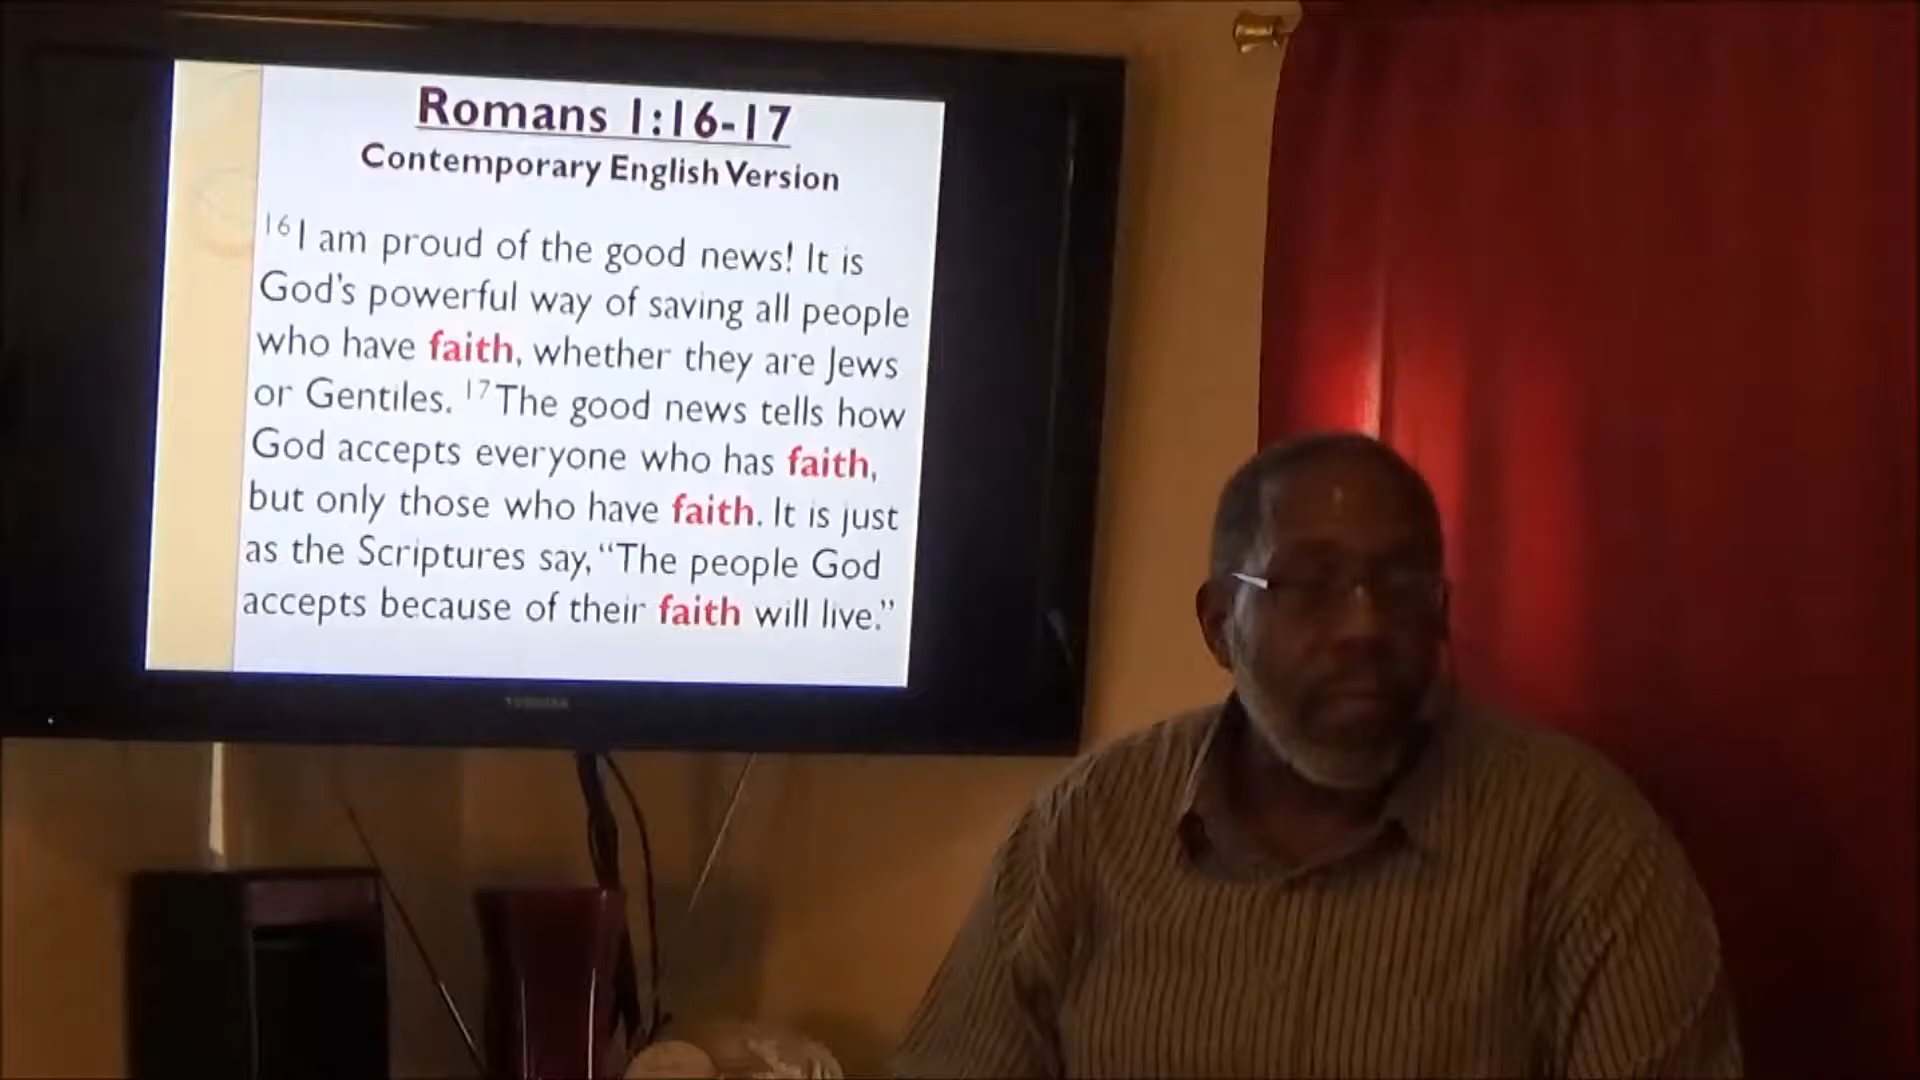 Romans 1:16-17
Contemporary English Version
16 I am proud of the good news! It is
God's powerful way of saving all people
who have faith, whether they are Jews
or Gentiles. 17 The good news tells how
God accepts everyone who has faith,
but only those who have faith. It is just
as the Scriptures say, “The people God
accepts because of their faith will live.”
TOSHIBA